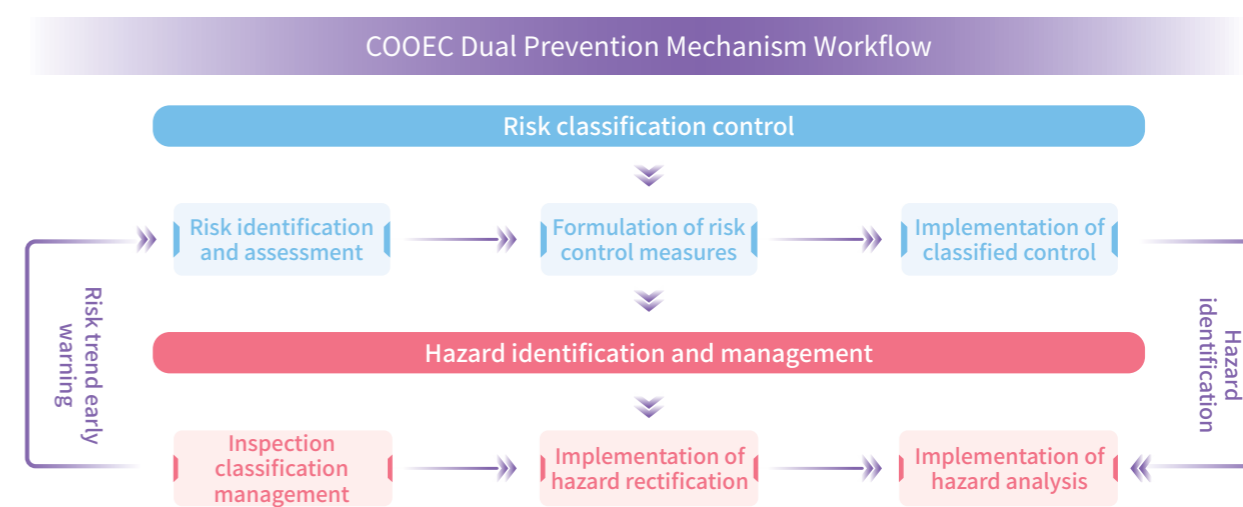 COOEC Dual Prevention Mechanism Workflow
Risk classification control
Risk identification
and assessment
Formulation of risk
control measures
Implementation of
classified control
Risk trend early
warning
Hazard
identification
Hazard identification and management
Inspection
classification
management
Implementation of
hazard rectification
Implementation of
hazard analysis